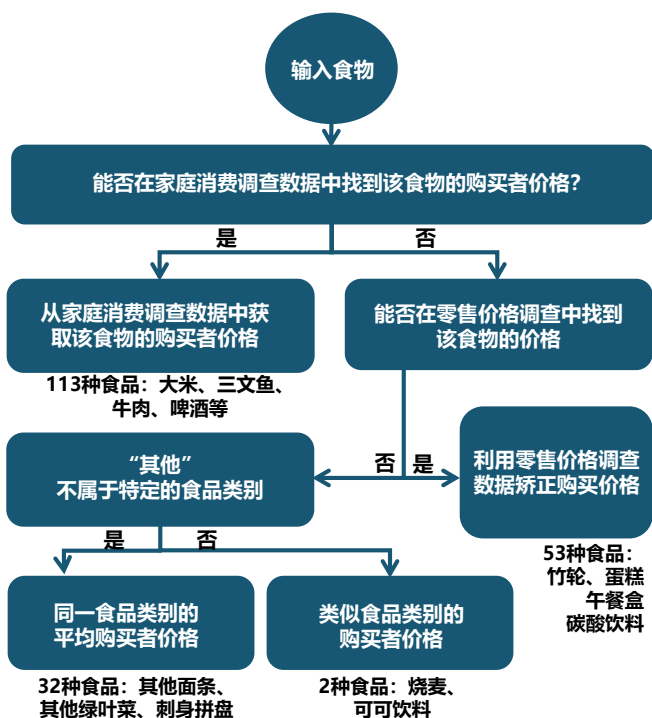 输入食物
能否在家庭消费调查数据中找到该食物的购买者价格？
是
否
从家庭消费调查数据中获
取该食物的购买者价格
能否在零售价格调查中找到
该食物的价格
113种食品：大米、三文鱼、
牛肉、啤酒等
“其他”
不属于特定的食品类别
否
是
利用零售价格调查
数据矫正购买价格
是
否
53种食品：
竹轮、蛋糕
午餐盒
碳酸饮料
同一食品类别的
平均购买者价格
类似食品类别的
购买者价格
32种食品：其他面条、
其他绿叶菜、刺身拼盘
2种食品：烧麦、
可可饮料